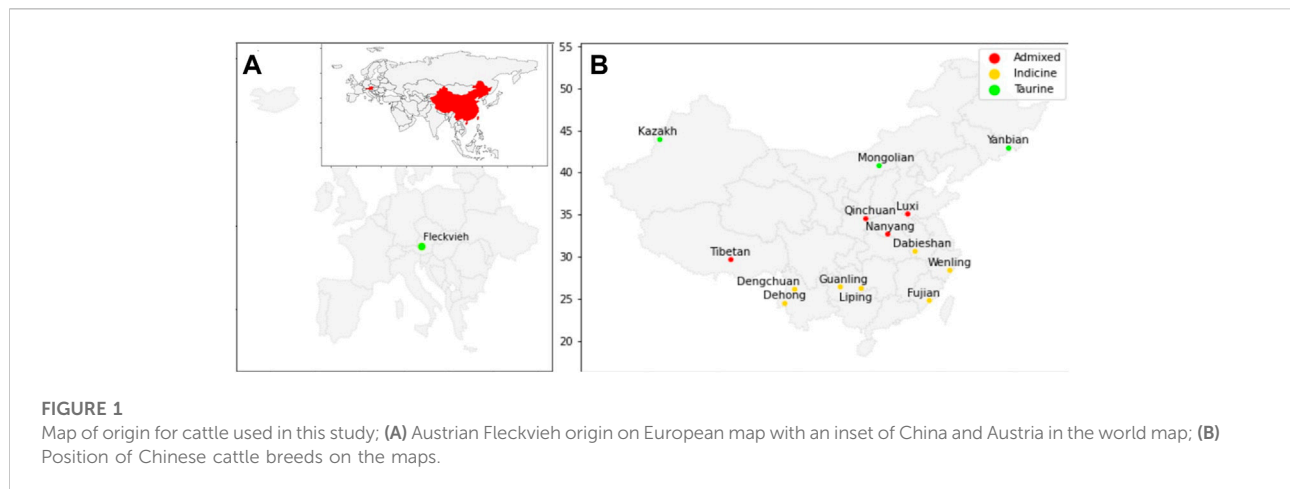 A
Fleckvieh
B
55
50
45
40
35
30
25
20
Admixed
Indicine
Taurine
Kazakh
Yanbian
Mongolian
Luxi
Qinchuan
Nanyang
Dabieshan
Tibetan
Wenling
Dengchuan
Guanling
Dehong
Liping
Fujian
FIGURE 1
Map of origin for cattle used in this study; (A) Austrian Fleckvieh origin on European map with an inset of China and Austria in the world map; (B)
Position of Chinese cattle breeds on the maps.